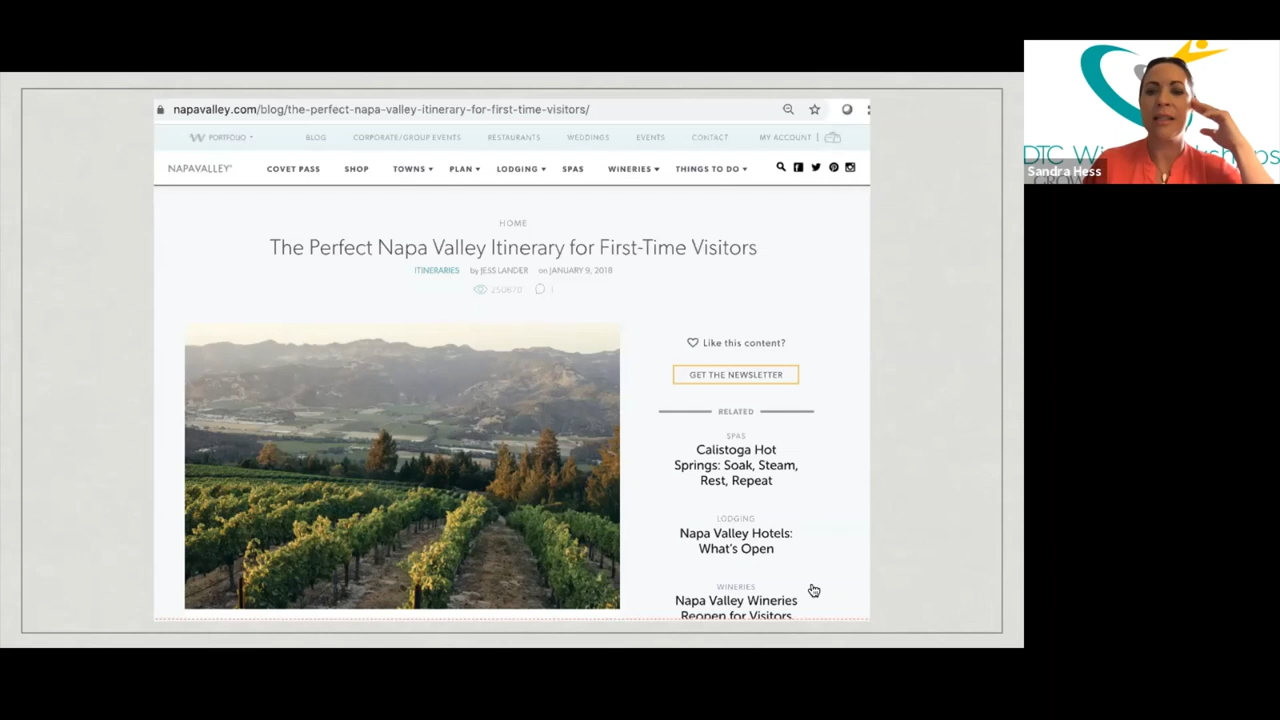 napavalley.com/blog/the-perfect-napa-valley-itinerary-for-first-time-visitors/
PORTFOLIO BLOG CORPORATE/GROUP EVENTS RESTAURANTS WEDDINGS EVENTS CONTACT MY ACCOUNT |
NAPAVALLEY COVET PASS SHOP TOWNS PLAN LODGING SPAS WINERIES THINGS TO DO
HOME
The Perfect Napa Valley Itinerary for First-Time Visitors
ITINERARIES by JESS LANDER on JANUARY 9, 2018
250870 1
Like this content?
GET THE NEWSLETTER
RELATED
SPAS
Calistoga Hot
Springs: Soak, Steam,
Rest, Repeat
LODGING
Napa Valley Hotels:
What's Open
WINERIES
Napa Valley Wineries
Reopen for Visitors
DTC
Sandra Hess